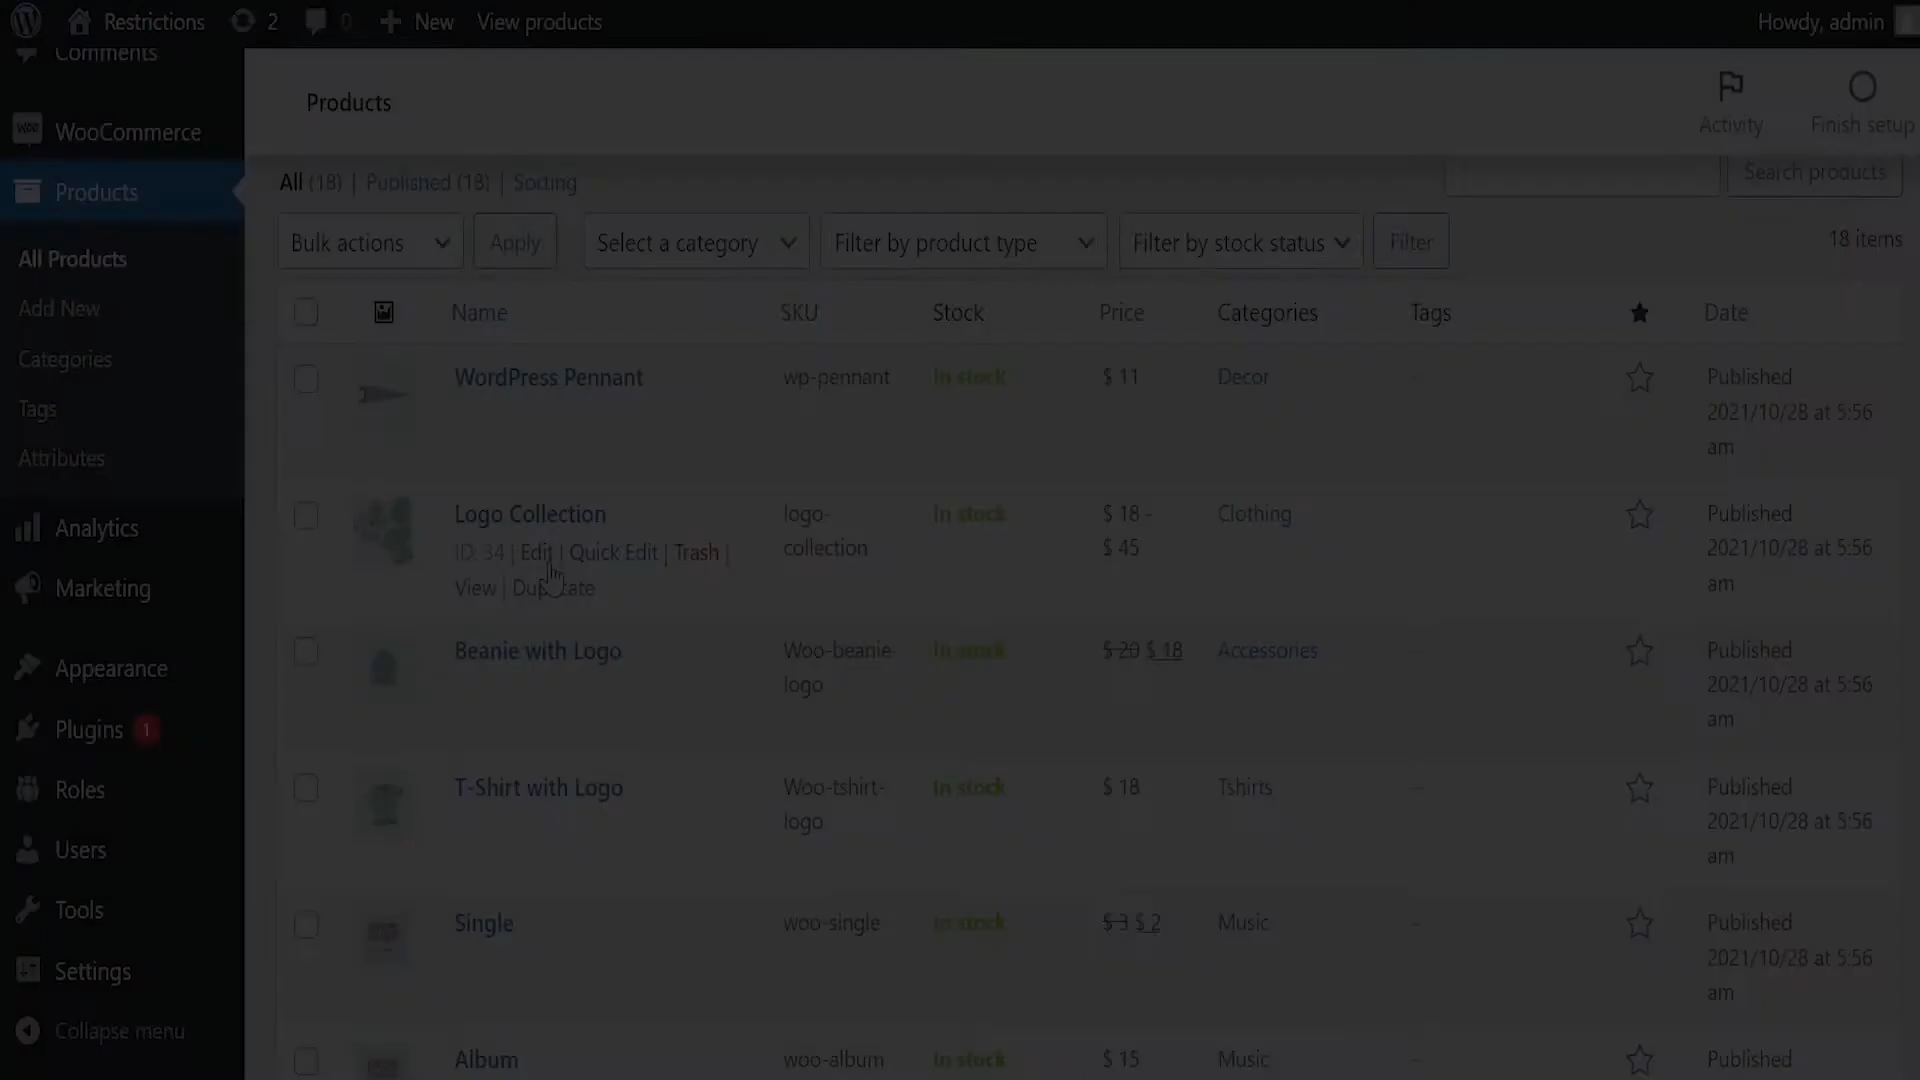 Restrictions 2 0 New View products Howdy, admin
Comments
WooCommerce
Products
All Products
Add New
Categories
Tags
Attributes
Analytics
Marketing
Appearance
Plugins 1
Roles
Users
Tools
Settings
Collapse menu
Products
Activity Finish setup
All (18) | Published (18) | Sorting
Search products
Bulk actions Apply Select a category Filter by product type Filter by stock status Filter 18 items
Name SKU Stock Price Categories Tags Date
WordPress Pennant wp-pennant In stock $ 11 Decor – Published
2021/10/28 at 5:56
am
Logo Collection logo- In stock $ 18 - Clothing Published
ID: 34 | Edit | Quick Edit | Trash | collection $ 45 2021/10/28 at 5:56
View | Duplicate am
Beanie with Logo Woo-beanie- In stock $ 20 $ 18 Accessories – Published
logo 2021/10/28 at 5:56
am
T-Shirt with Logo Woo-tshirt- In stock $ 18 Tshirts – Published
logo 2021/10/28 at 5:56
am
Single woo-single In stock $ 3 $ 2 Music – Published
2021/10/28 at 5:56
am
Album woo-album In stock $ 15 Music – Published